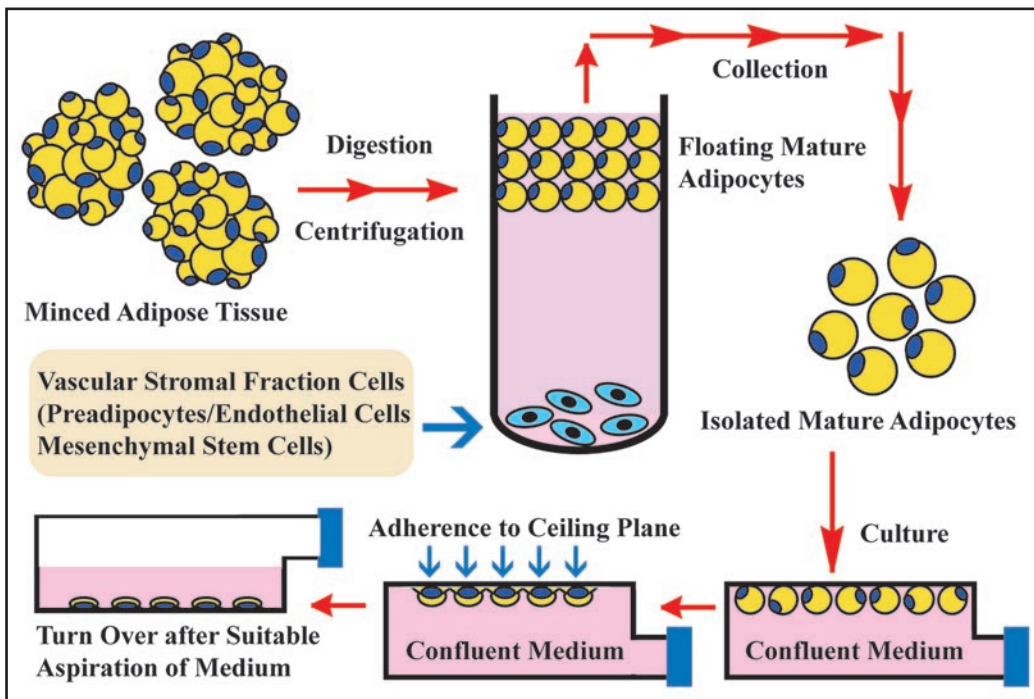 Digestion
Centrifugation
Minced Adipose Tissue
Collection
Floating Mature
Adipocytes
Isolated Mature Adipocytes
Vascular Stromal Fraction Cells
(Preadipocytes/Endothelial Cells
Mesenchymal Stem Cells)
Culture
Confluent Medium
Adherence to Ceiling Plane
Confluent Medium
Turn Over after Suitable
Aspiration of Medium